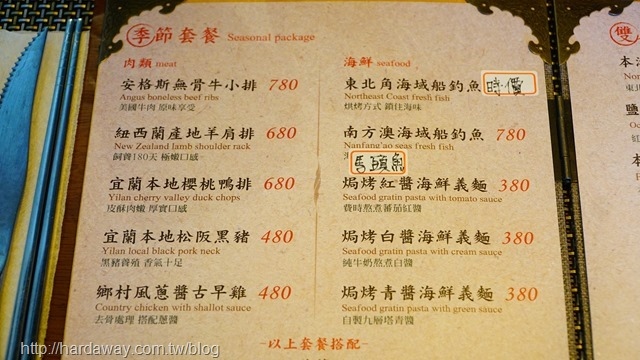 季節套餐 Seasonal package
肉類 meat
安格斯無骨牛小排 780
Angus boneless beef ribs
美國牛肉 原味享受
紐西蘭產地羊肩排 680
New Zealand lamb shoulder rack
飼養180天 極嫩口感
宜蘭本地櫻桃鴨排 680
Yilan cherry valley duck chops
皮酥肉嫩 厚實口感
宜蘭本地松阪黑豬 480
Yilan local black pork neck
黑豬養殖 香氣十足
鄉村風蔥醬古早雞 480
Country chicken with shallot sauce
去骨處理 搭配蔥醬
海鮮 seafood
東北角海域船釣魚 時價
Northeast Coast fresh fish
烘烤方式 鎖住海味
南方澳海域船釣魚 780
Nanfang'ao seas fresh fish
馬頭魚
焗烤紅醬海鮮義麵 380
Seafood gratin pasta with tomato sauce
費時熬煮蕃茄紅醬
焗烤白醬海鮮義麵 380
Seafood gratin pasta with cream sauce
純牛奶熬煮白醬
焗烤青醬海鮮義麵 380
Seafood gratin pasta with green sauce
自製九層塔青醬
-以上套餐搭配-
雙
http://hardaway.com.tw/blog